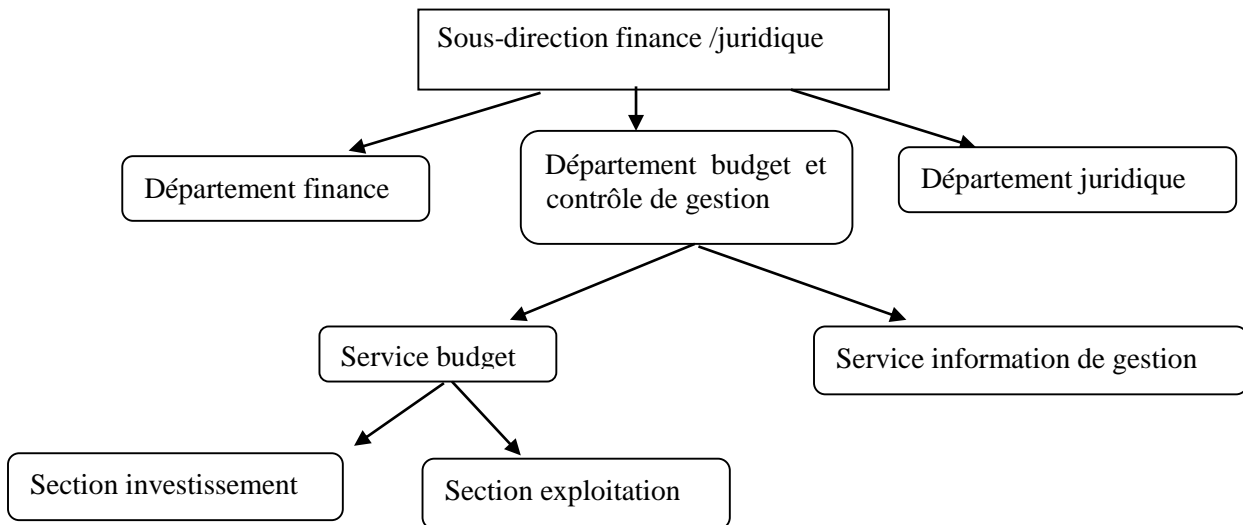 Sous-direction finance /juridique
Département finance
Département budget et
contrôle de gestion
Département juridique
Service budget
Service information de gestion
Section investissement
Section exploitation